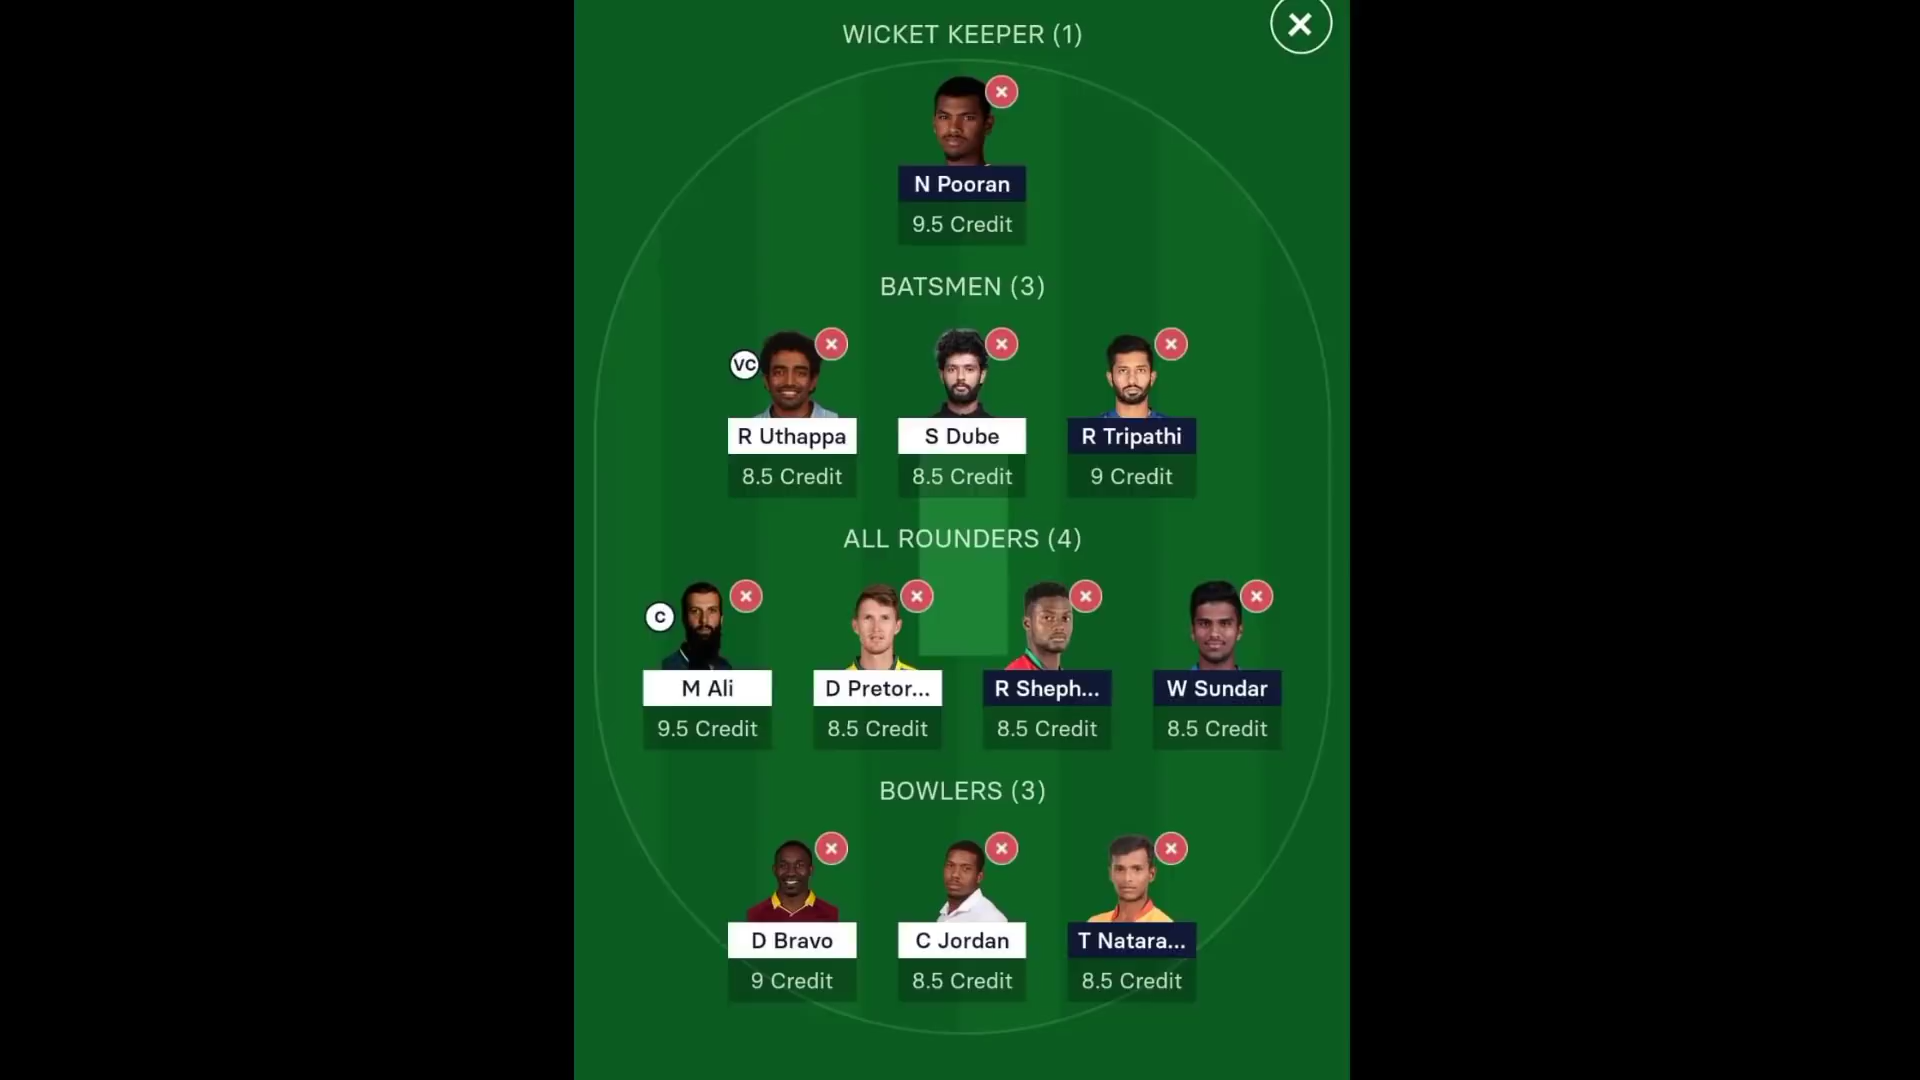 WICKET KEEPER (1)
N Pooran
9.5 Credit
BATSMEN (3)
VC
R Uthappa
8.5 Credit
S Dube
8.5 Credit
R Tripathi
9 Credit
ALL ROUNDERS (4)
C
M Ali
9.5 Credit
D Pretor...
8.5 Credit
R Sheph...
8.5 Credit
W Sundar
8.5 Credit
BOWLERS (3)
D Bravo
9 Credit
C Jordan
8.5 Credit
T Natara...
8.5 Credit